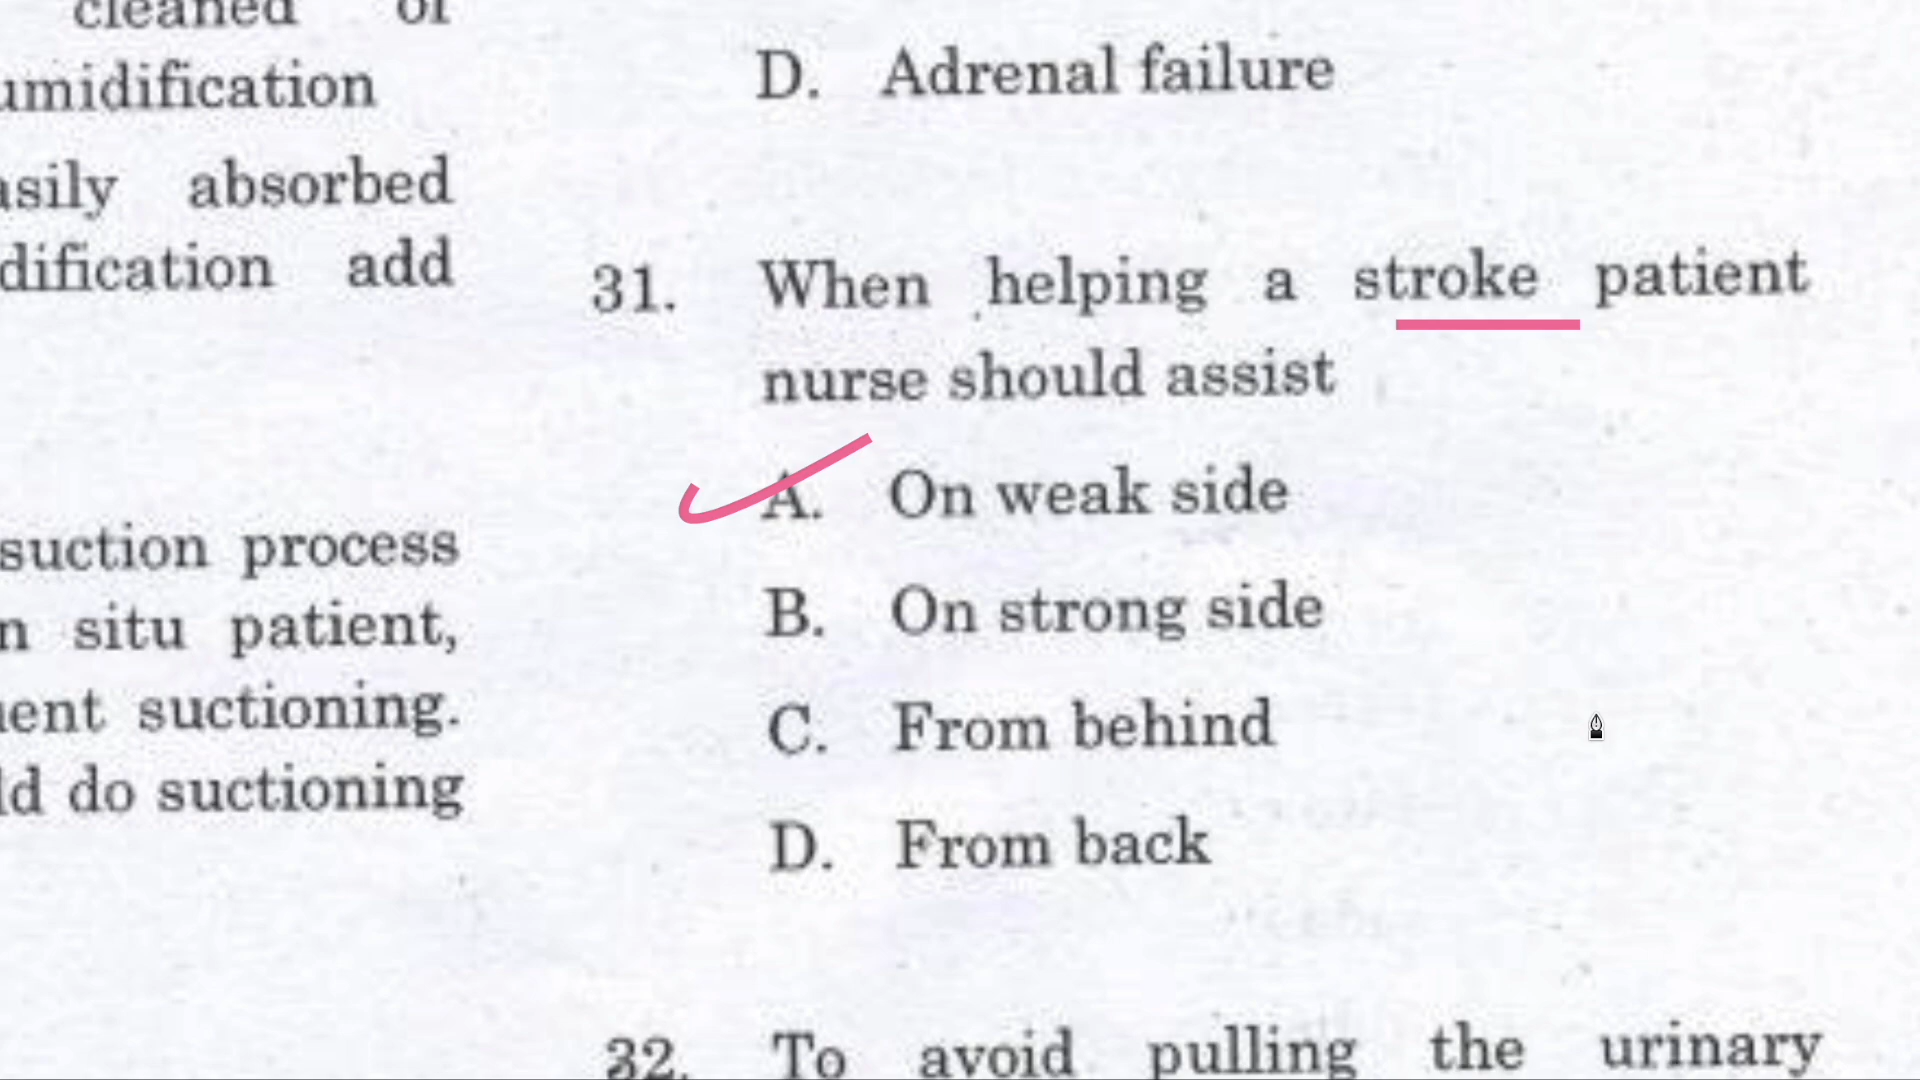 cleaned or
umidification
asily absorbed
dification add
suction process
n situ patient,
ent suctioning.
ld do suctioning
D. Adrenal failure
31. When helping a stroke patient
nurse should assist
A. On weak side
B. On strong side
C. From behind
D. From back
32. To avoid pulling the urinary